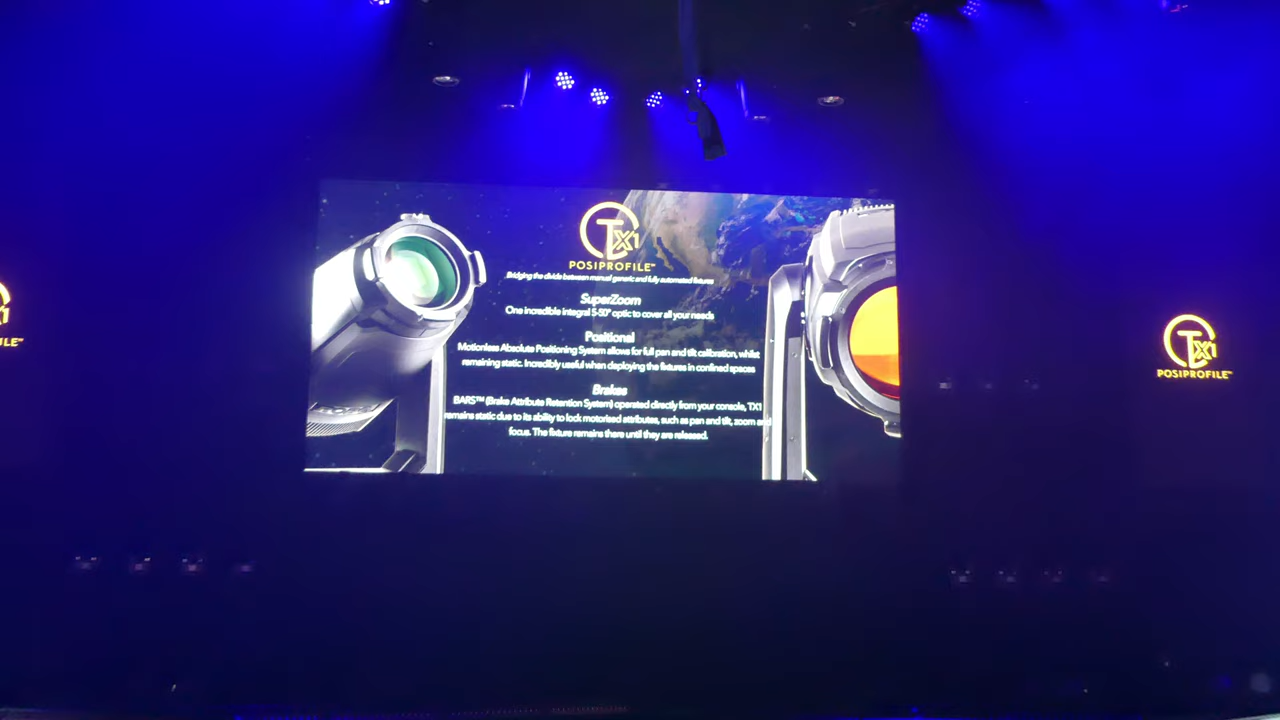 TX1
POSIPROFILE™
Bridging the divide between manual generic and fully automated fixtures
SuperZoom
One incredible integral 5-50° optic to cover all your needs
Positional
Motionless Absolute Positioning System allows for full pan and tilt calibration, whilst
remaining static. Incredibly useful when deploying the fixtures in confined spaces
Brakes
BARS™ (Brake Attribute Retention System) operated directly from your console, TX1
remains static due to its ability to lock motorised attributes, such as pan and tilt, zoom and
focus. The fixture remains there until they are released.
X1
ILE™
TX1
POSIPROFILE™